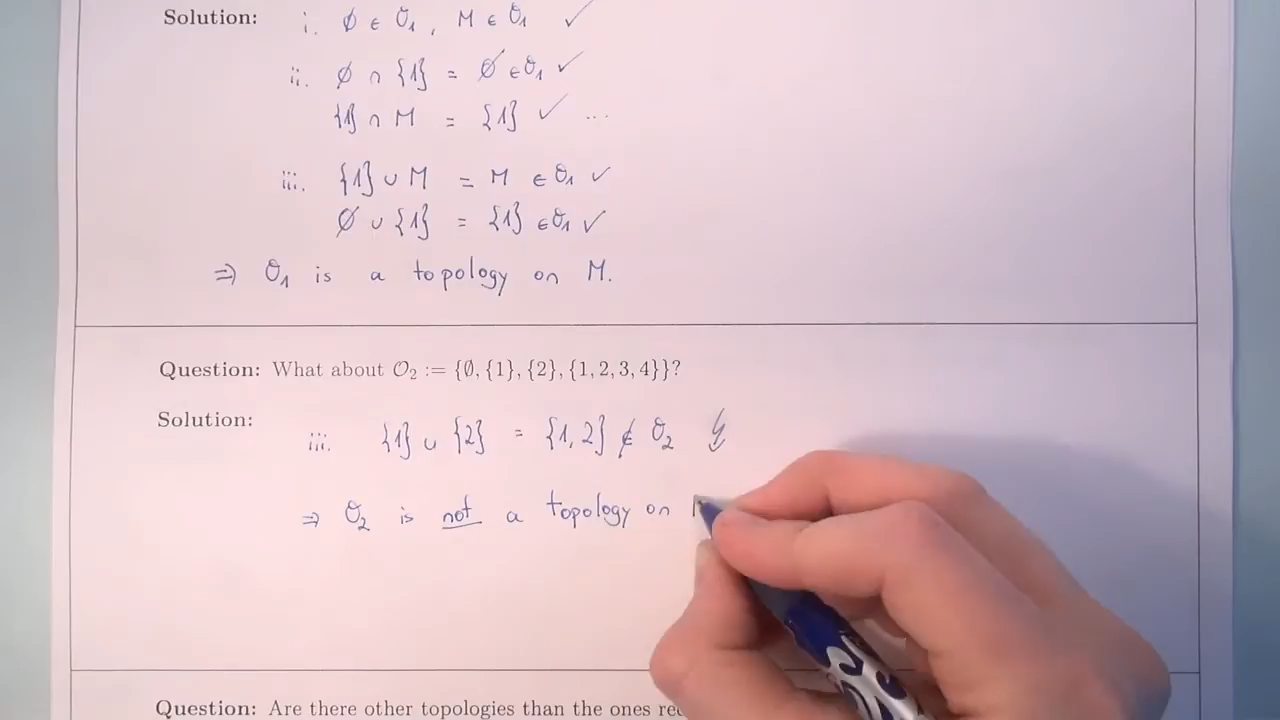 Solution: i. ∅ ∈ O₁, M ∈ O₁ ✓
ii. ∅ ∩ {1} = ∅ ∈ O₁ ✓
{1} ∩ M = {1} ✓ ...
iii. {1} ∪ M = M ∈ O₁ ✓
∅ ∪ {1} = {1} ∈ O₁ ✓
⇒ O₁ is a topology on M.
Question: What about O₂ := {∅, {1}, {2}, {1, 2, 3, 4}}?
Solution:
iii. {1} ∪ {2} = {1, 2} ∉ O₂ ↯
⇒ O₂ is not a topology on
Question: Are there other topologies than the ones